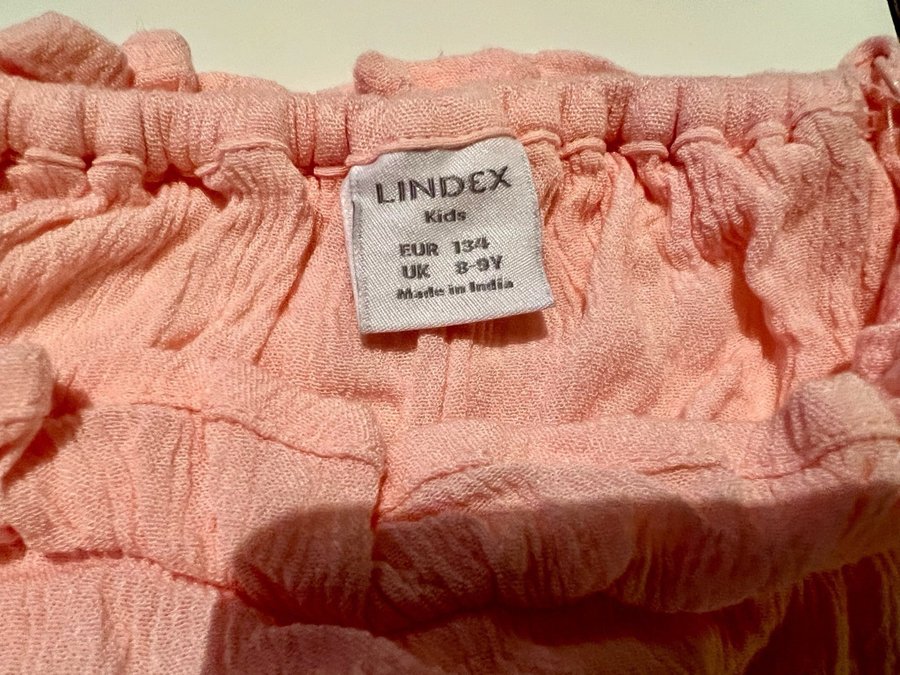 LINDEX
Kids
EUR 134
UK 8-9Y
Made in India